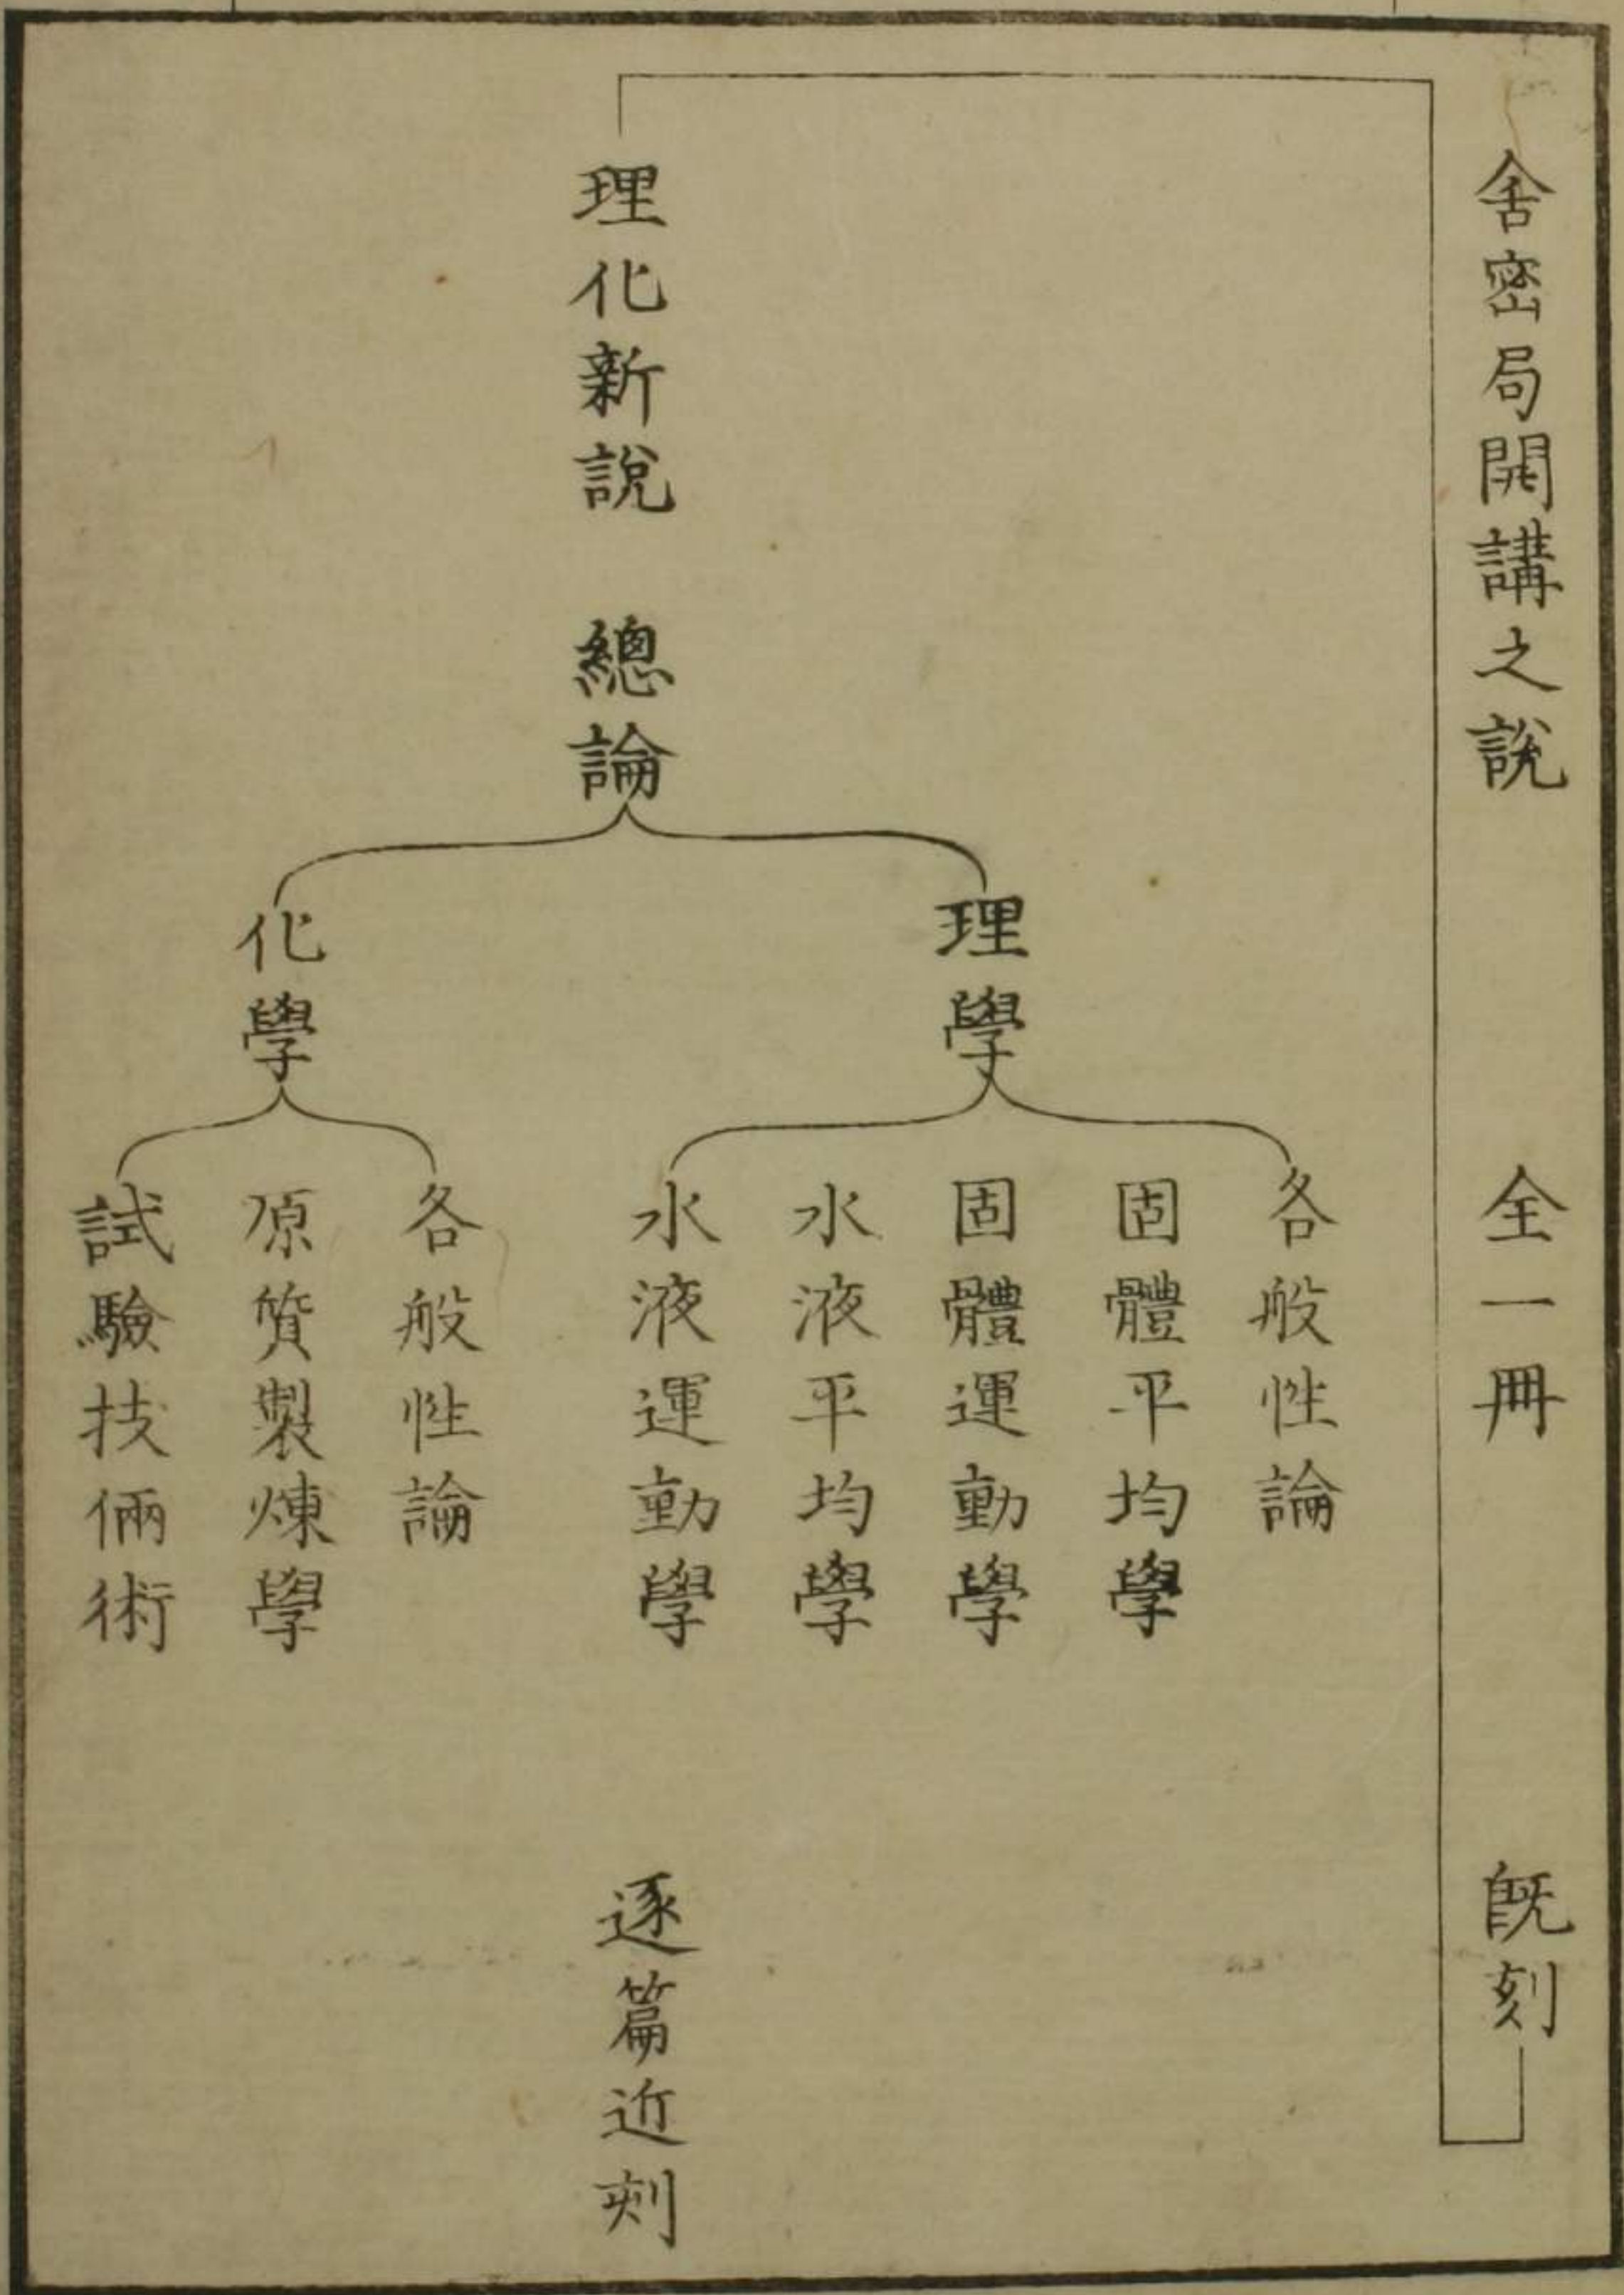 舎密局開講之説　全一冊　既刻
理化新說　總論
理學
各般性論
固體平均學
固體運動學
水液平均學
水液運動學
化學
各般性論
原質製煉學
試驗技倆術
逐篇近刻